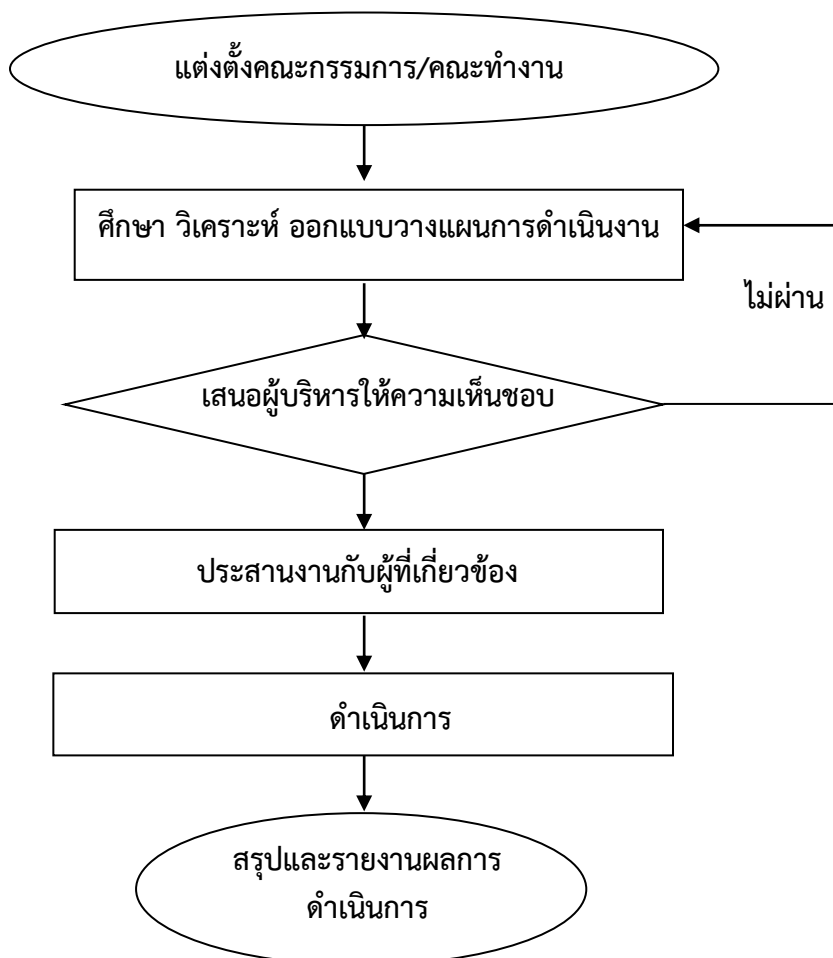 แต่งตั้งคณะกรรมการ/คณะทำงาน
ศึกษา วิเคราะห์ ออกแบบวางแผนการดำเนินงาน
ไม่ผ่าน
เสนอผู้บริหารให้ความเห็นชอบ
ประสานงานกับผู้ที่เกี่ยวข้อง
ดำเนินการ
สรุปและรายงานผลการ
ดำเนินการ